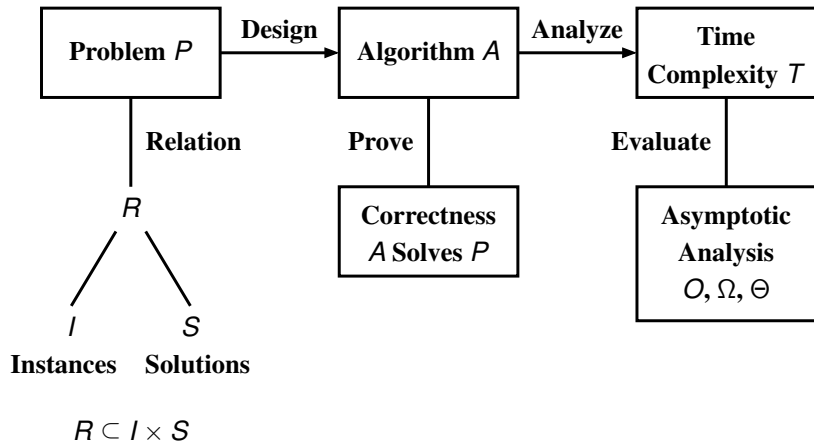 Problem P
Design
Algorithm A
Analyze
Time
Complexity T
Relation
Prove
Evaluate
R
Correctness
A Solves P
Asymptotic
Analysis
O, Ω, Θ
I
S
Instances
Solutions
R ⊂ I × S